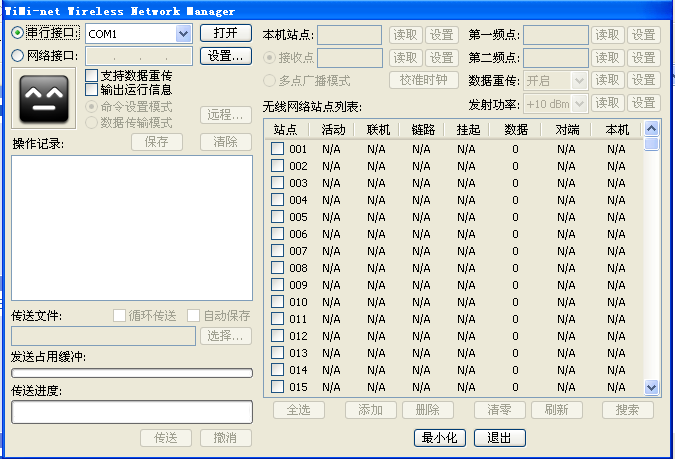 WiMi-net Wireless Network Manager
串行接口: COM1 打开
网络接口: . . . 设置...
支持数据重传
输出运行信息
命令设置模式
数据传输模式
远程...
操作记录: 保存 清除
传送文件: 循环传送 自动保存
选择...
发送占用缓冲:
传送进度:
传送 撤消
本机站点: 读取 设置 第一频点: 读取 设置
接收点 读取 设置 第二频点: 读取 设置
多点广播模式 校准时钟 数据重传: 开启 读取 设置
无线网络站点列表: 发射功率: +10 dBm 读取 设置
站点 活动 联机 链路 挂起 数据 对端 本机
001 N/A N/A N/A N/A 0 N/A N/A
002 N/A N/A N/A N/A 0 N/A N/A
003 N/A N/A N/A N/A 0 N/A N/A
004 N/A N/A N/A N/A 0 N/A N/A
005 N/A N/A N/A N/A 0 N/A N/A
006 N/A N/A N/A N/A 0 N/A N/A
007 N/A N/A N/A N/A 0 N/A N/A
008 N/A N/A N/A N/A 0 N/A N/A
009 N/A N/A N/A N/A 0 N/A N/A
010 N/A N/A N/A N/A 0 N/A N/A
011 N/A N/A N/A N/A 0 N/A N/A
012 N/A N/A N/A N/A 0 N/A N/A
013 N/A N/A N/A N/A 0 N/A N/A
014 N/A N/A N/A N/A 0 N/A N/A
015 N/A N/A N/A N/A 0 N/A N/A
全选 添加 删除 清零 刷新 搜索
最小化 退出